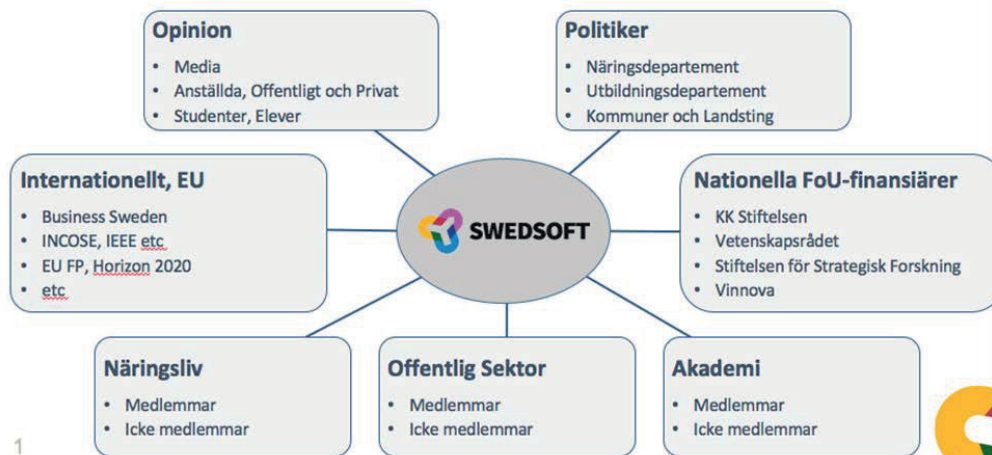 Opinion
• Media
• Anställda, Offentligt och Privat
• Studenter, Elever
Politiker
• Näringsdepartement
• Utbildningsdepartement
• Kommuner och Landsting
Internationellt, EU
• Business Sweden
• INCOSE, IEEE etc
• EU FP, Horizon 2020
• etc
SWEDSOFT
Nationella FoU-finansiärer
• KK Stiftelsen
• Vetenskapsrådet
• Stiftelsen för Strategisk Forskning
• Vinnova
Näringsliv
• Medlemmar
• Icke medlemmar
Offentlig Sektor
• Medlemmar
• Icke medlemmar
Akademi
• Medlemmar
• Icke medlemmar
1